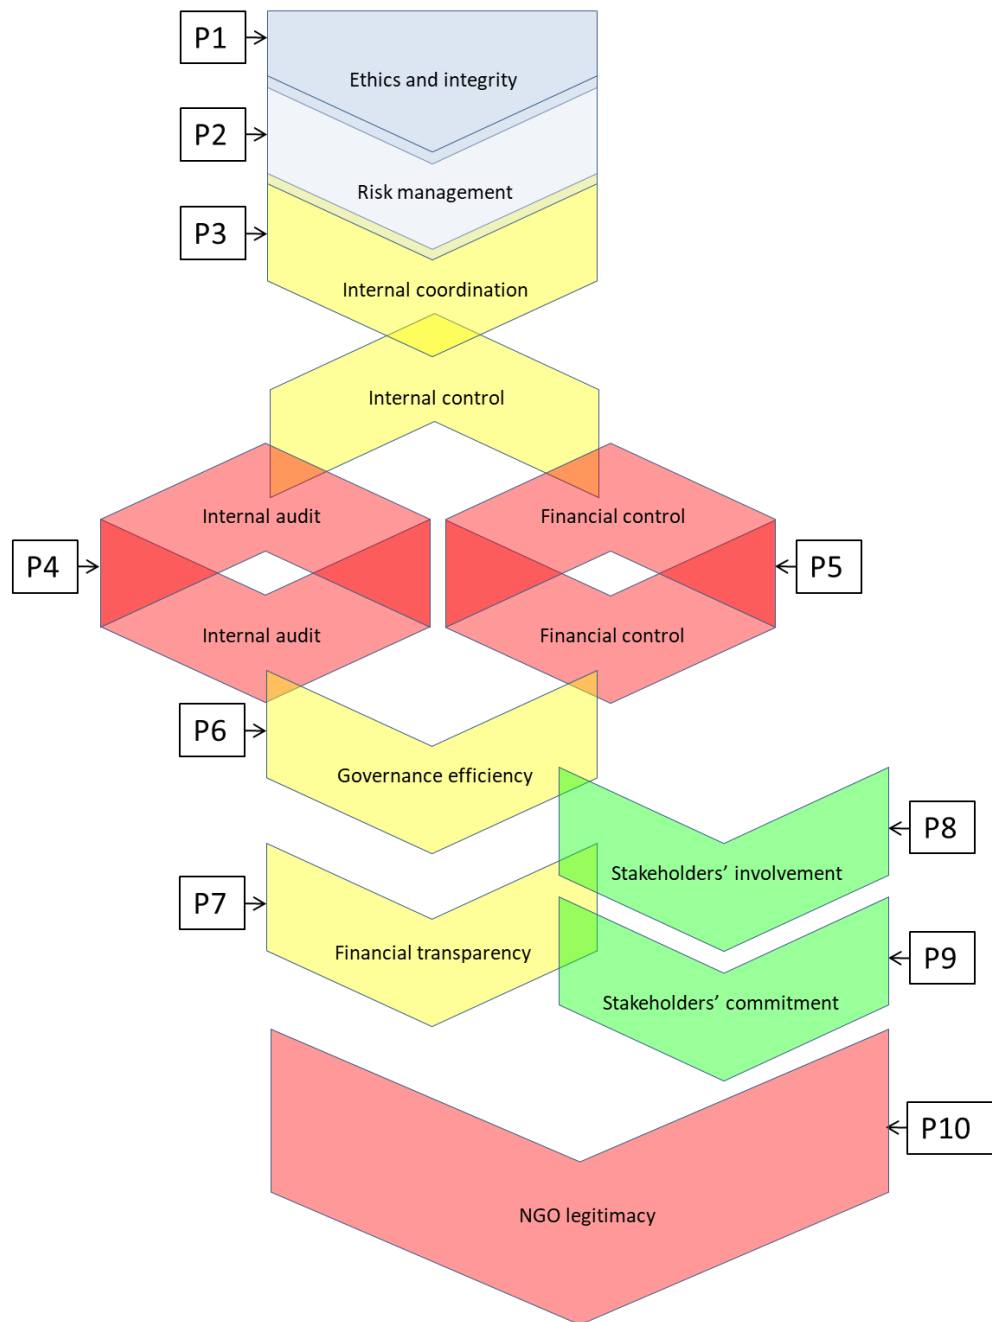 P1
Ethics and integrity
P2
Risk management
P3
Internal coordination
Internal control
Internal audit
Financial control
P4
P5
Internal audit
Financial control
P6
Governance efficiency
P8
Stakeholders’ involvement
P7
Financial transparency
P9
Stakeholders’ commitment
P10
NGO legitimacy